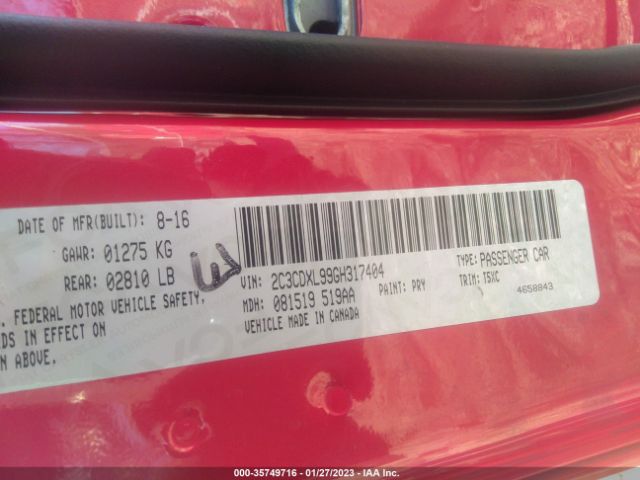 DATE OF MFR(BUILT): 8-16
GAWR: 01275 KG
REAR: 02810 LB
FEDERAL MOTOR VEHICLE SAFETY,
DS IN EFFECT ON
N ABOVE.
VIN: 2C3CDXL99GH317404
TYPE: PASSENGER CAR
MDH: 081519 519AA
PAINT: PRY
TRIM: T5XC
VEHICLE MADE IN CANADA
4658843
000-35749716 - 01/27/2023 - IAA Inc.